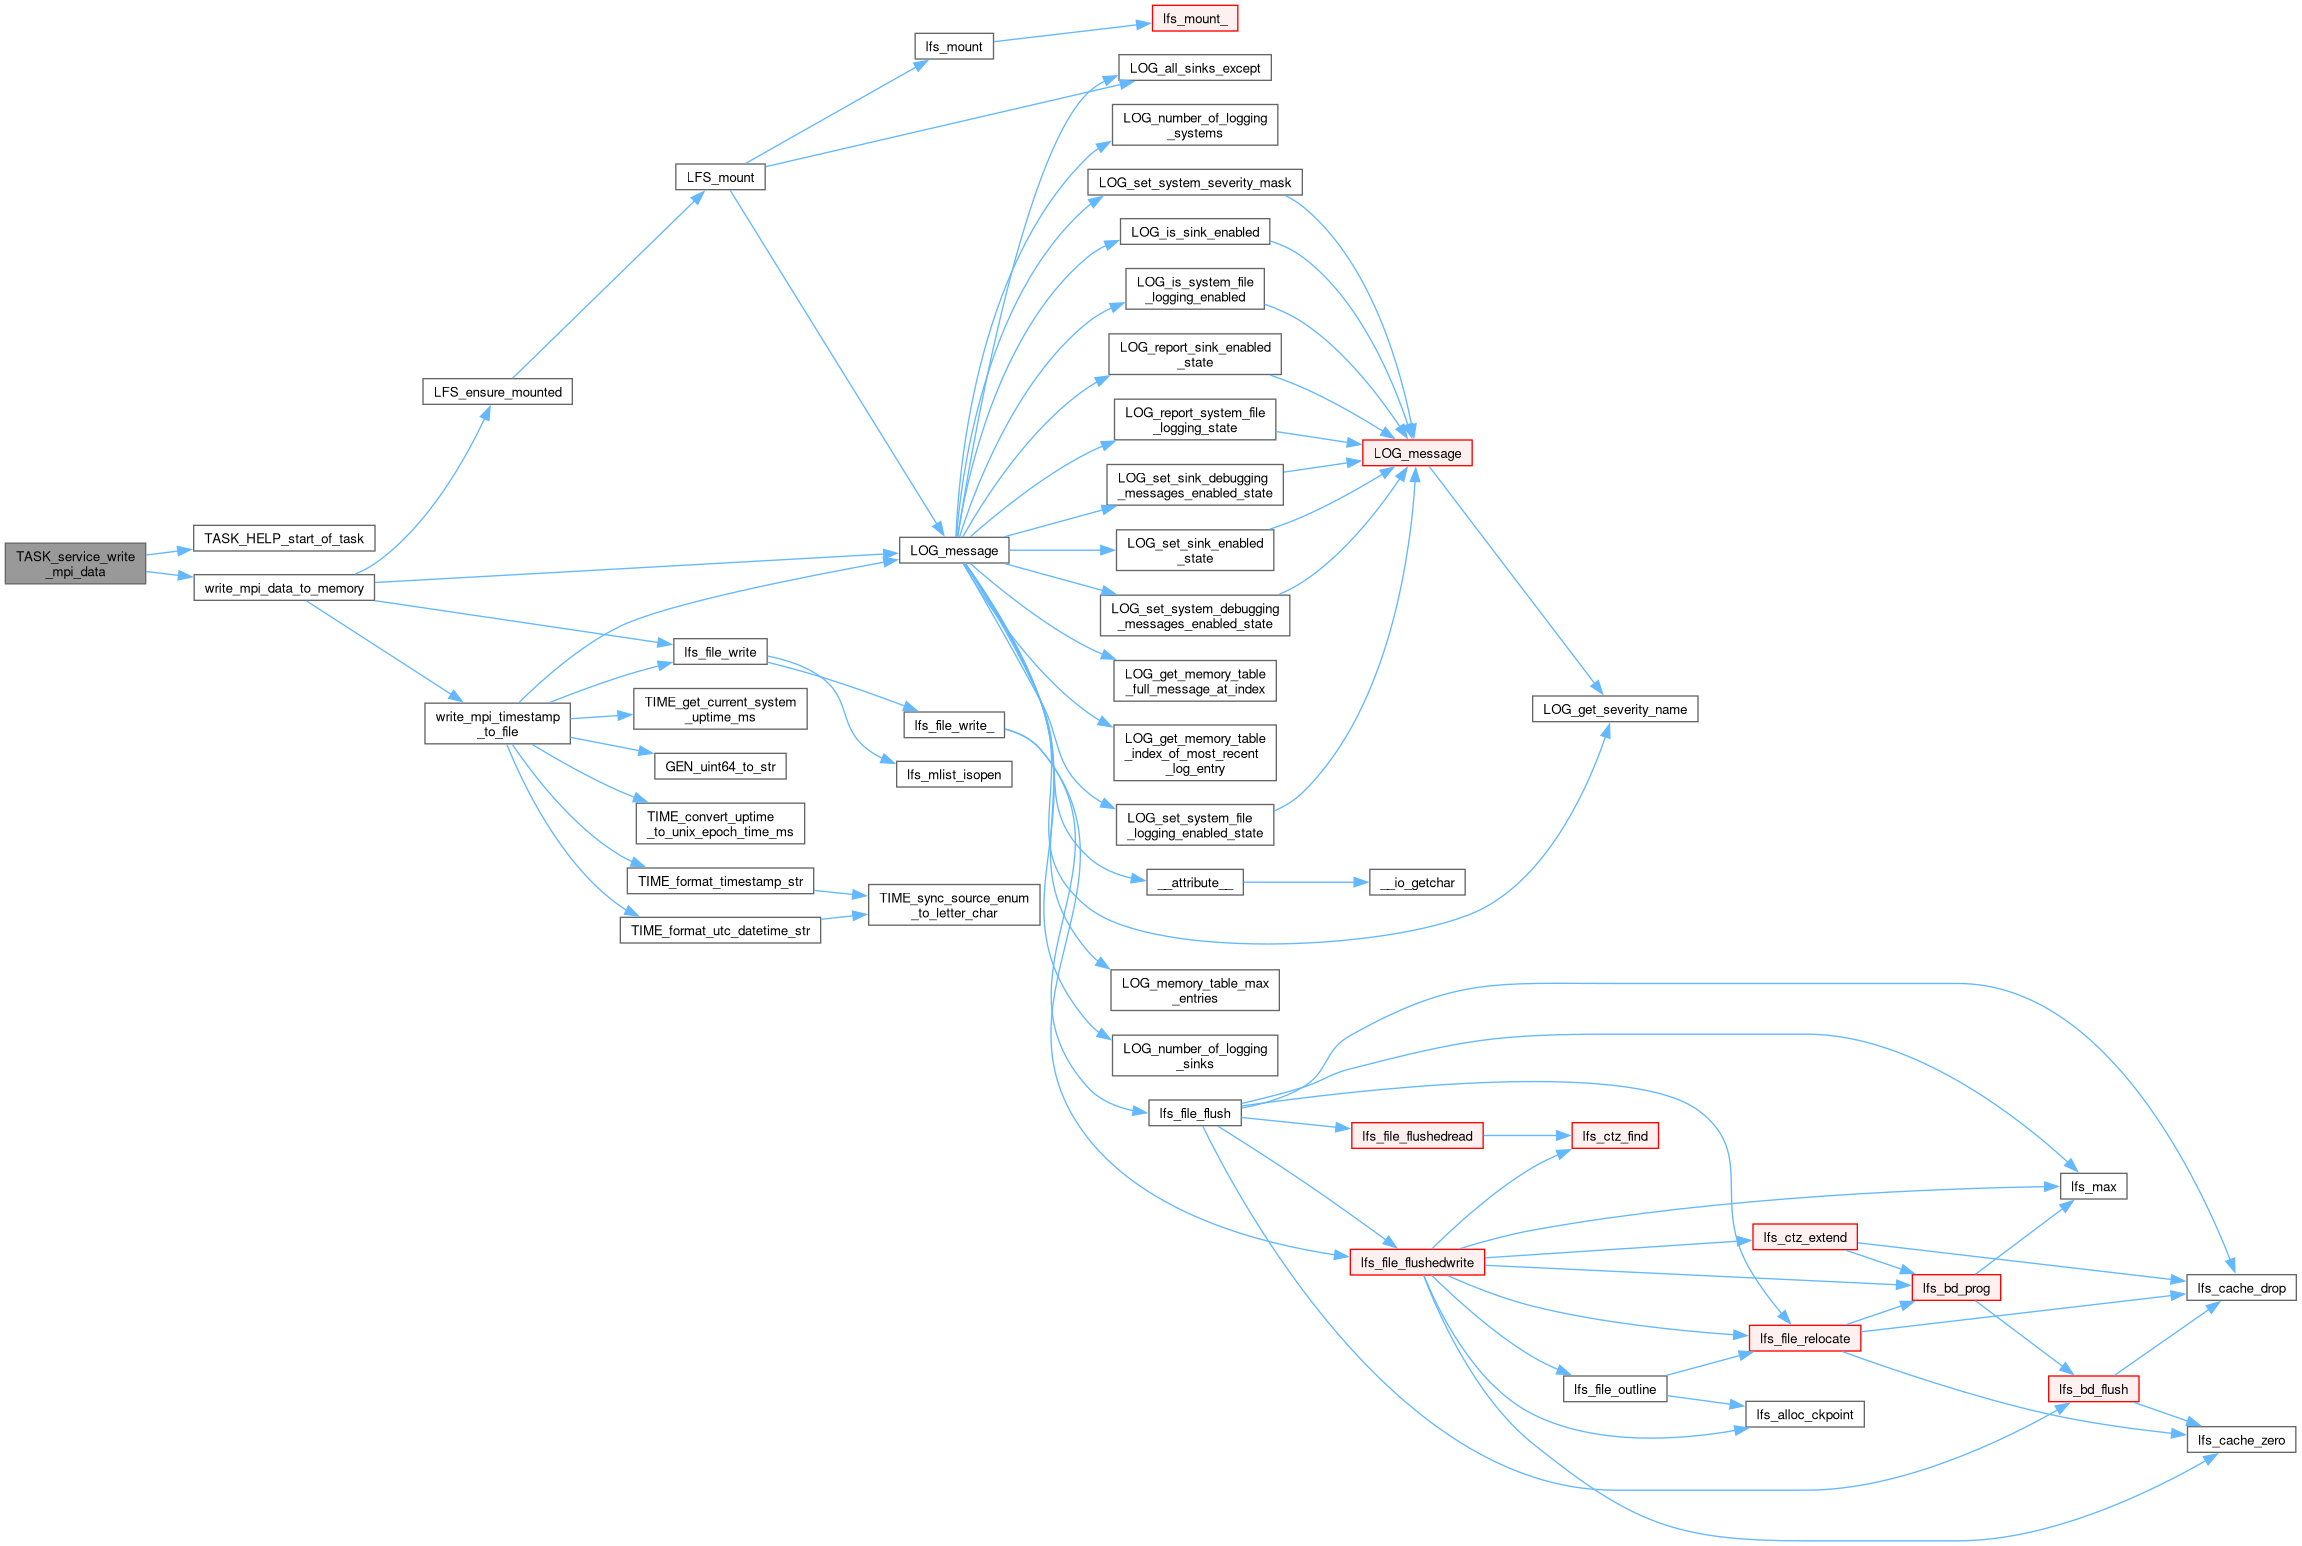 TASK_service_write
_mpi_data
TASK_HELP_start_of_task
write_mpi_data_to_memory
LFS_ensure_mounted
write_mpi_timestamp
_to_file
LFS_mount
lfs_file_write
TIME_get_current_system
_uptime_ms
GEN_uint64_to_str
TIME_convert_uptime
_to_unix_epoch_time_ms
TIME_format_timestamp_str
TIME_format_utc_datetime_str
lfs_mount
LOG_message
lfs_file_write_
lfs_mlist_isopen
TIME_sync_source_enum
_to_letter_char
lfs_mount_
LOG_all_sinks_except
LOG_number_of_logging
_systems
LOG_set_system_severity_mask
LOG_is_sink_enabled
LOG_is_system_file
_logging_enabled
LOG_report_sink_enabled
_state
LOG_report_system_file
_logging_state
LOG_set_sink_debugging
_messages_enabled_state
LOG_set_sink_enabled
_state
LOG_set_system_debugging
_messages_enabled_state
LOG_get_memory_table
_full_message_at_index
LOG_get_memory_table
_index_of_most_recent
_log_entry
LOG_set_system_file
_logging_enabled_state
__attribute__
LOG_memory_table_max
_entries
LOG_number_of_logging
_sinks
lfs_file_flush
LOG_message
__io_getchar
lfs_file_flushedread
lfs_file_flushedwrite
LOG_get_severity_name
lfs_ctz_find
lfs_file_outline
lfs_ctz_extend
lfs_file_relocate
lfs_alloc_ckpoint
lfs_bd_prog
lfs_max
lfs_bd_flush
lfs_cache_drop
lfs_cache_zero